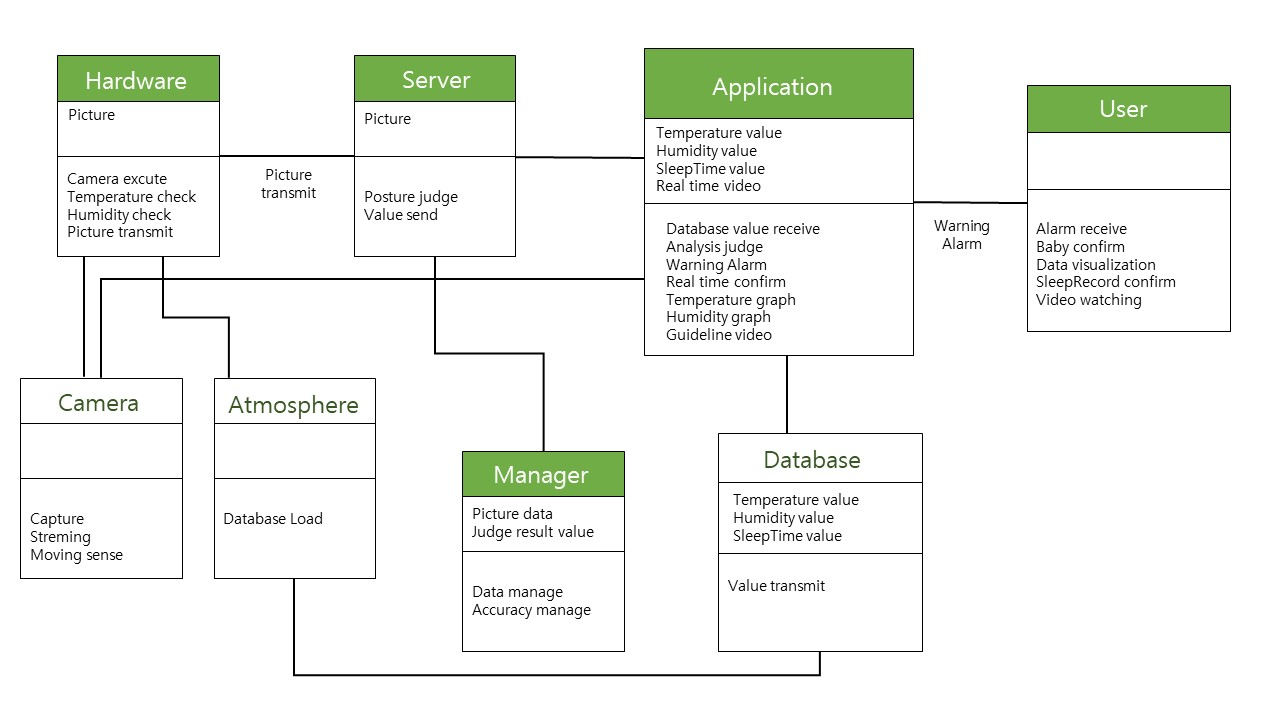 Hardware
Picture
Camera excute
Temperature check
Humidity check
Picture transmit
Picture
transmit
Server
Picture
Posture judge
Value send
Application
Temperature value
Humidity value
SleepTime value
Real time video
Database value receive
Analysis judge
Warning Alarm
Real time confirm
Temperature graph
Humidity graph
Guideline video
Warning
Alarm
User
Alarm receive
Baby confirm
Data visualization
SleepRecord confirm
Video watching
Camera
Capture
Streming
Moving sense
Atmosphere
Database Load
Manager
Picture data
Judge result value
Data manage
Accuracy manage
Database
Temperature value
Humidity value
SleepTime value
Value transmit